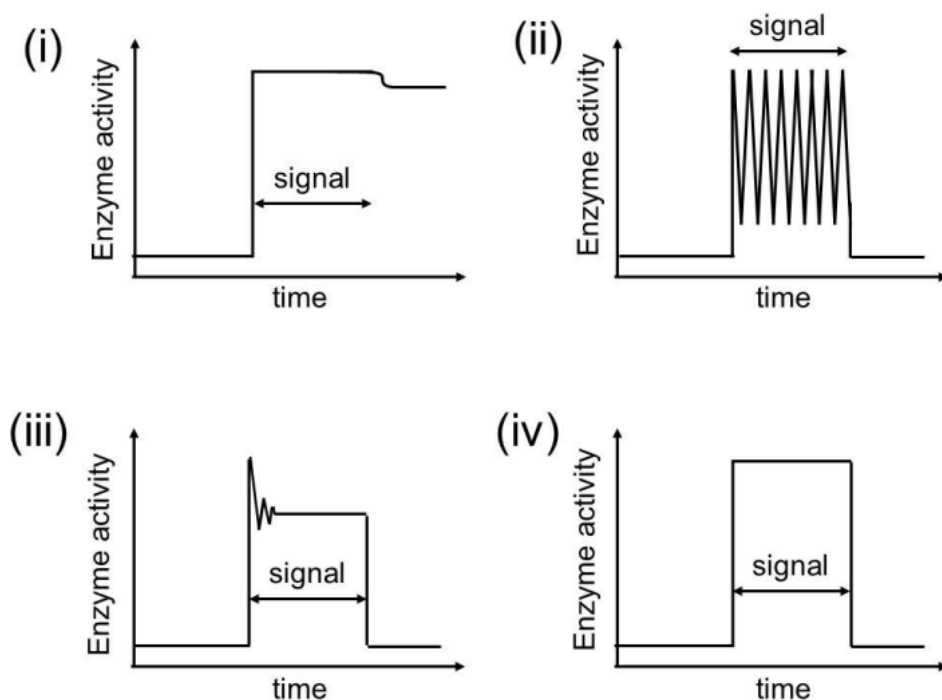 (i)
Enzyme activity
signal
time
(ii)
signal
Enzyme activity
time
(iii)
Enzyme activity
signal
time
(iv)
Enzyme activity
signal
time